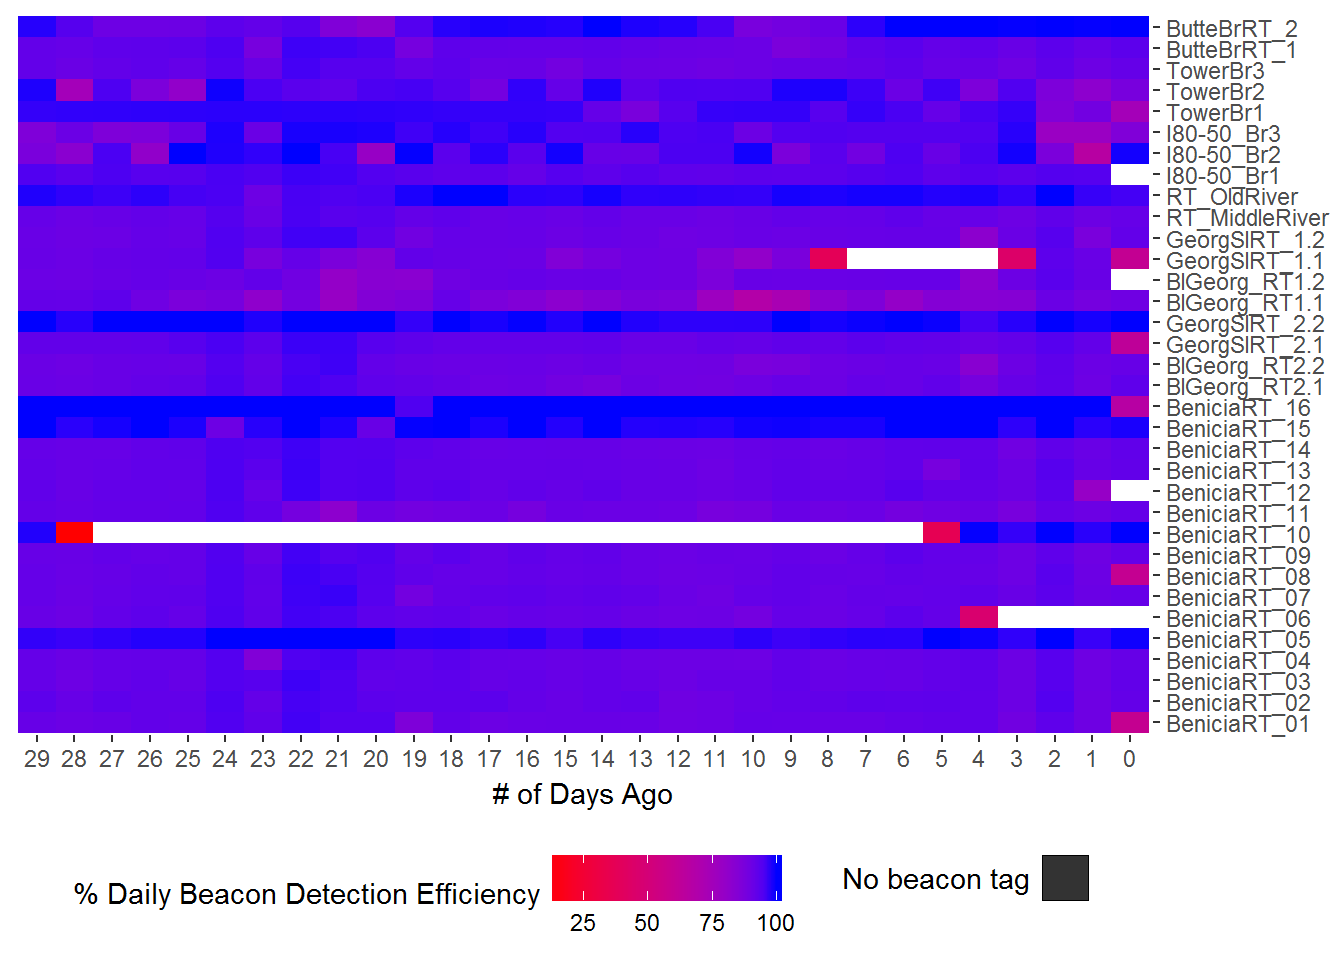 ButteBrRT_2
ButteBrRT_1
TowerBr3
TowerBr2
TowerBr1
I80-50_Br3
I80-50_Br2
I80-50_Br1
RT_OldRiver
RT_MiddleRiver
GeorgSlRT_1.2
GeorgSlRT_1.1
BlGeorg_RT1.2
BlGeorg_RT1.1
GeorgSlRT_2.2
GeorgSlRT_2.1
BlGeorg_RT2.2
BlGeorg_RT2.1
BeniciaRT_16
BeniciaRT_15
BeniciaRT_14
BeniciaRT_13
BeniciaRT_12
BeniciaRT_11
BeniciaRT_10
BeniciaRT_09
BeniciaRT_08
BeniciaRT_07
BeniciaRT_06
BeniciaRT_05
BeniciaRT_04
BeniciaRT_03
BeniciaRT_02
BeniciaRT_01
29 28 27 26 25 24 23 22 21 20 19 18 17 16 15 14 13 12 11 10 9 8 7 6 5 4 3 2 1 0
# of Days Ago
% Daily Beacon Detection Efficiency
25 50 75 100
No beacon tag